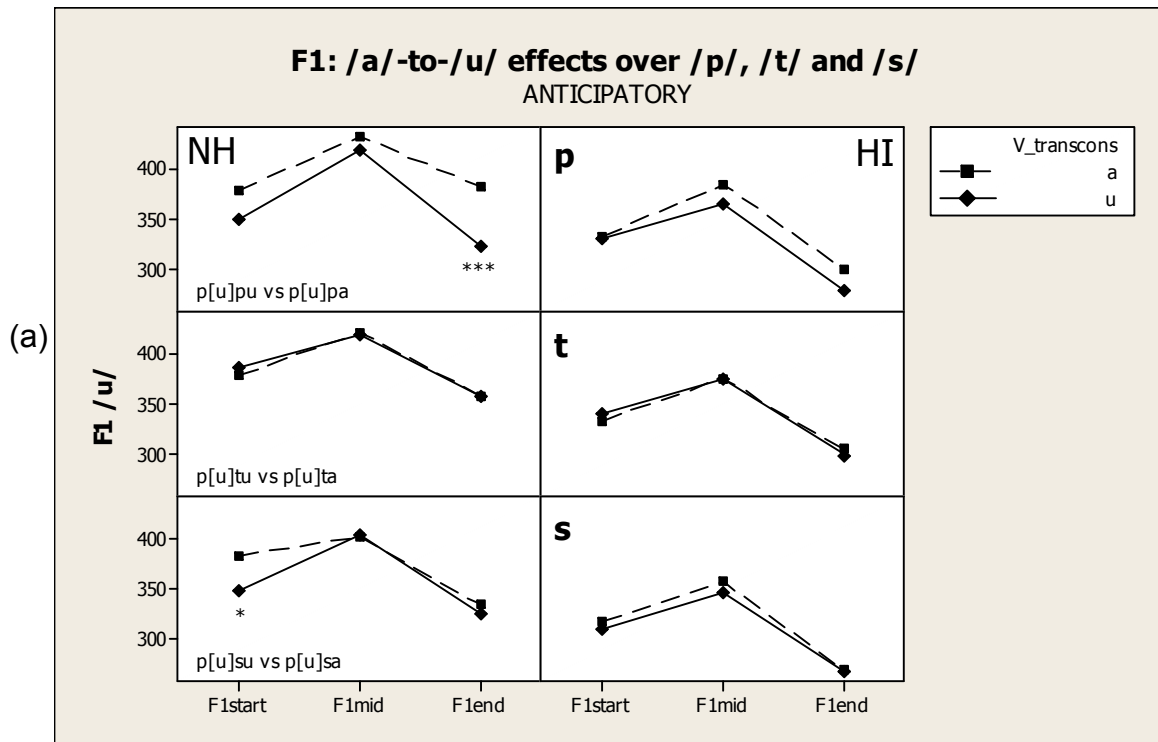 F1: /a/-to-/u/ effects over /p/, /t/ and /s/
ANTICIPATORY
(a)
F1 /u/
NH
400
350
300
***
p[u]pu vs p[u]pa
p
HI
V_transcons
a
u
400
350
300
p[u]tu vs p[u]ta
t
400
350
300
*
p[u]su vs p[u]sa
s
F1start
F1mid
F1end
F1start
F1mid
F1end